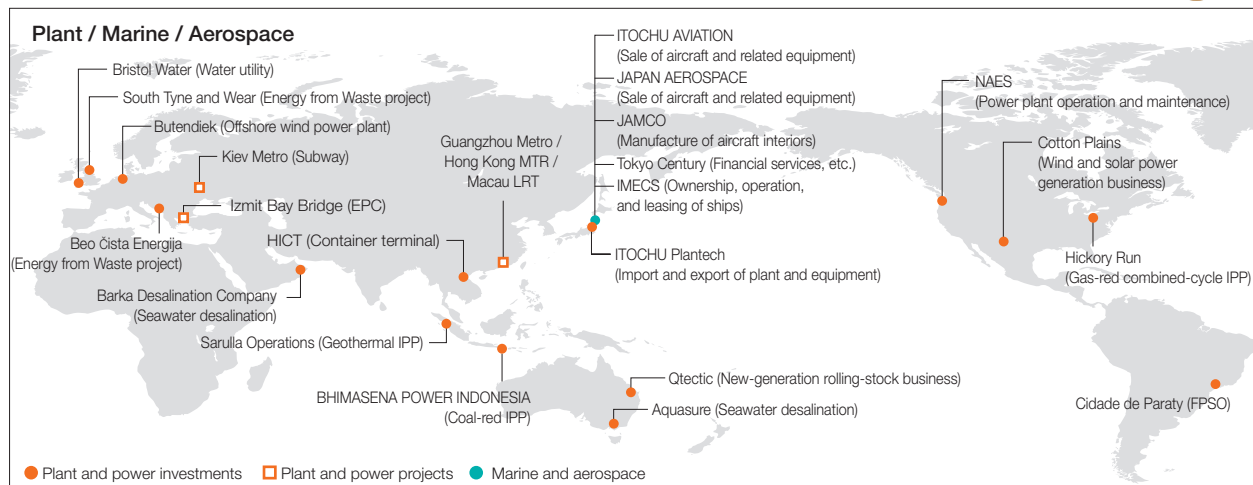 Plant / Marine / Aerospace
Bristol Water (Water utility)
South Tyne and Wear (Energy from Waste project)
Butendiek (Offshore wind power plant)
Kiev Metro (Subway)
Izmit Bay Bridge (EPC)
Beo Čista Energija
(Energy from Waste project)
Barka Desalination Company
(Seawater desalination)
HICT (Container terminal)
Guangzhou Metro /
Hong Kong MTR /
Macau LRT
Sarulla Operations (Geothermal IPP)
BHIMASENA POWER INDONESIA
(Coal-red IPP)
ITOCHU AVIATION
(Sale of aircraft and related equipment)
JAPAN AEROSPACE
(Sale of aircraft and related equipment)
JAMCO
(Manufacture of aircraft interiors)
Tokyo Century (Financial services, etc.)
IMECS (Ownership, operation,
and leasing of ships)
ITOCHU Plantech
(Import and export of plant and equipment)
Qtectic (New-generation rolling-stock business)
Aquasure (Seawater desalination)
NAES
(Power plant operation and maintenance)
Cotton Plains
(Wind and solar power
generation business)
Hickory Run
(Gas-red combined-cycle IPP)
Cidade de Paraty (FPSO)
Plant and power investments
Plant and power projects
Marine and aerospace